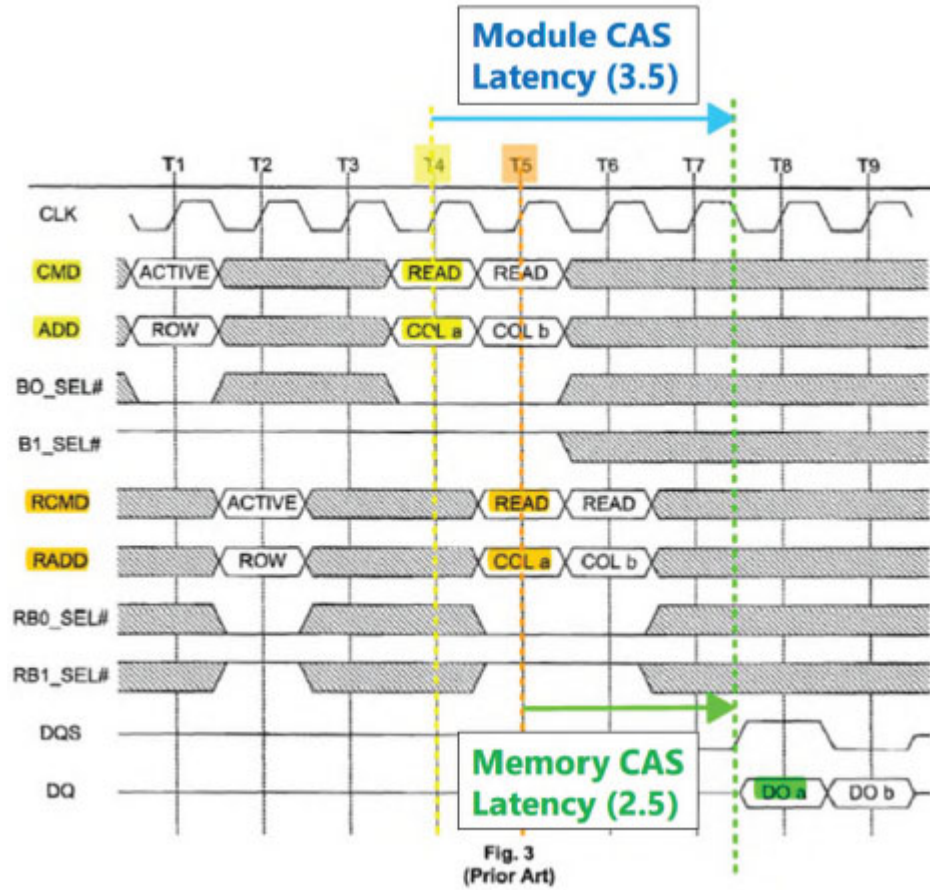 Module CAS
Latency (3.5)
T1 T2 T3 T4 T5 T6 T7 T8 T9
CLK
CMD ACTIVE READ READ
ADD ROW COL a COL b
BO_SEL#
B1_SEL#
RCMD ACTIVE READ READ
RADD ROW COL a COL b
RB0_SEL#
RB1_SEL#
DQS
Memory CAS
Latency (2.5)
DQ DO a DO b
Fig. 3
(Prior Art)